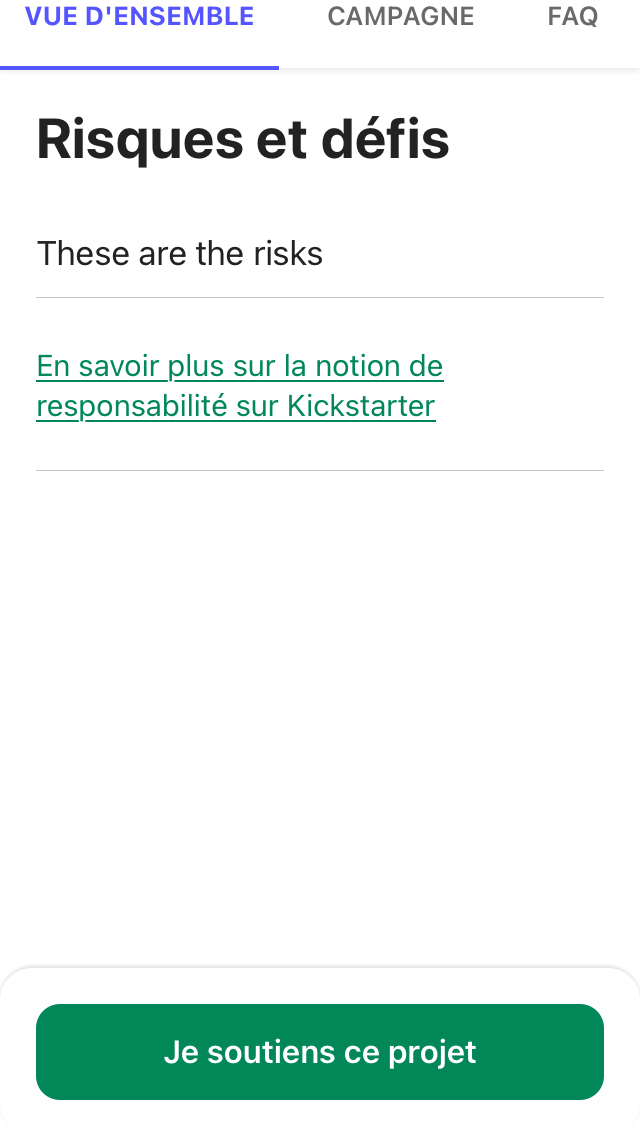 VUE D'ENSEMBLE CAMPAGNE FAQ
Risques et défis
These are the risks
En savoir plus sur la notion de
responsabilité sur Kickstarter
Je soutiens ce projet